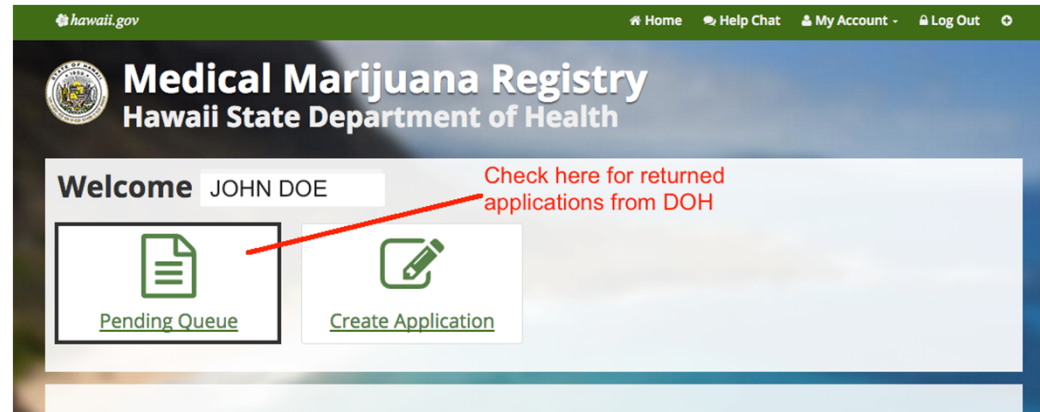 hawaii.gov
Home Help Chat My Account Log Out
Medical Marijuana Registry
Hawaii State Department of Health
Welcome JOHN DOE
Check here for returned
applications from DOH
Pending Queue
Create Application